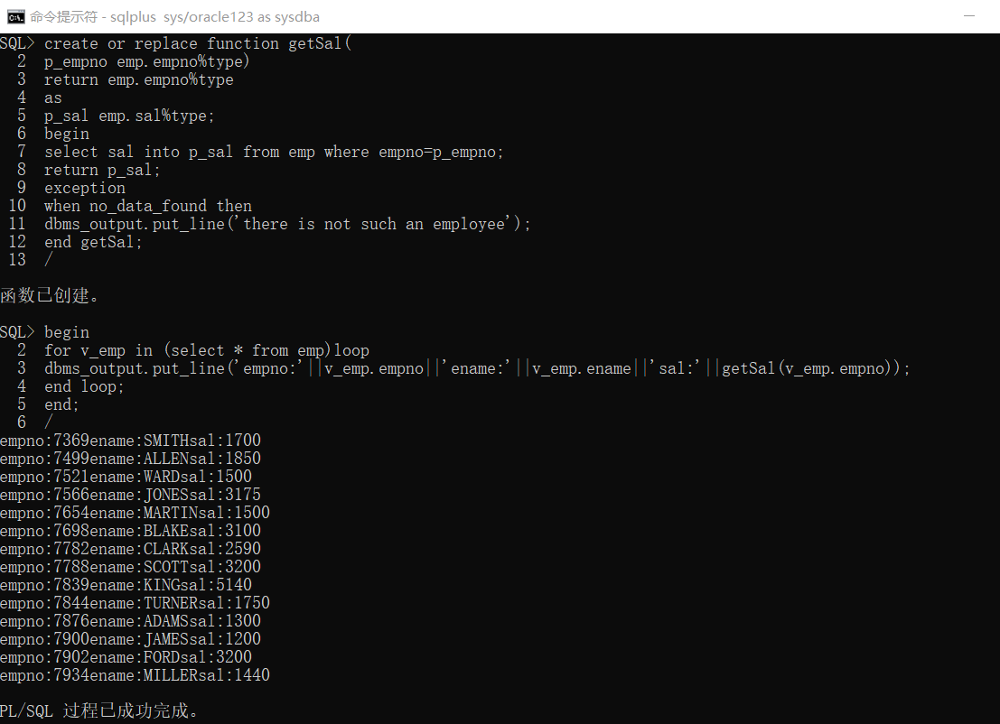 命令提示符 - sqlplus  sys/oracle123 as sysdba
SQL> create or replace function getSal(
  2  p_empno emp.empno%type)
  3  return emp.empno%type
  4  as
  5  p_sal emp.sal%type;
  6  begin
  7  select sal into p_sal from emp where empno=p_empno;
  8  return p_sal;
  9  exception
 10  when no_data_found then
 11  dbms_output.put_line('there is not such an employee');
 12  end getSal;
 13  /
函数已创建。
SQL> begin
  2  for v_emp in (select * from emp)loop
  3  dbms_output.put_line('empno:'||v_emp.empno||'ename:'||v_emp.ename||'sal:'||getSal(v_emp.empno));
  4  end loop;
  5  end;
  6  /
empno:7369ename:SMITHsal:1700
empno:7499ename:ALLENsal:1850
empno:7521ename:WARDsal:1500
empno:7566ename:JONESsal:3175
empno:7654ename:MARTINsal:1500
empno:7698ename:BLAKEsal:3100
empno:7782ename:CLARKsal:2590
empno:7788ename:SCOTTsal:3200
empno:7839ename:KINGsal:5140
empno:7844ename:TURNERsal:1750
empno:7876ename:ADAMSsal:1300
empno:7900ename:JAMESsal:1200
empno:7902ename:FORDsal:3200
empno:7934ename:MILLERsal:1440
PL/SQL 过程已成功完成。